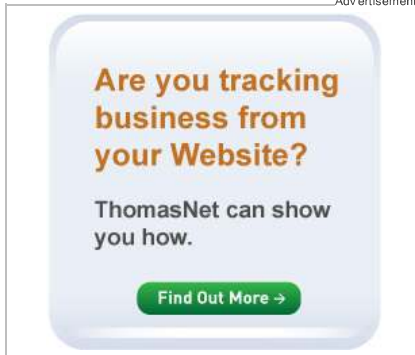 Advertisement
Are you tracking
business from
your Website?
ThomasNet can show
you how.
Find Out More →